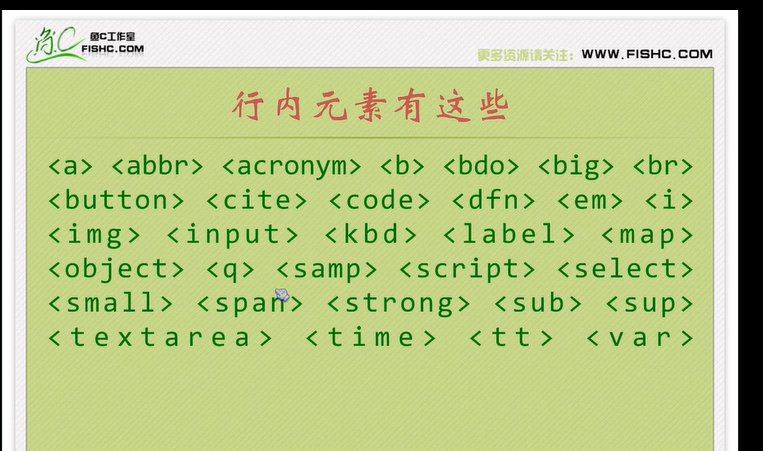 鱼C工作室
FISHC.COM
更多资源请关注：WWW.FISHC.COM
行内元素有这些
<a> <abbr> <acronym> <b> <bdo> <big> <br>
<button> <cite> <code> <dfn> <em> <i>
<img> <input> <kbd> <label> <map>
<object> <q> <samp> <script> <select>
<small> <span> <strong> <sub> <sup>
<textarea> <time> <tt> <var>